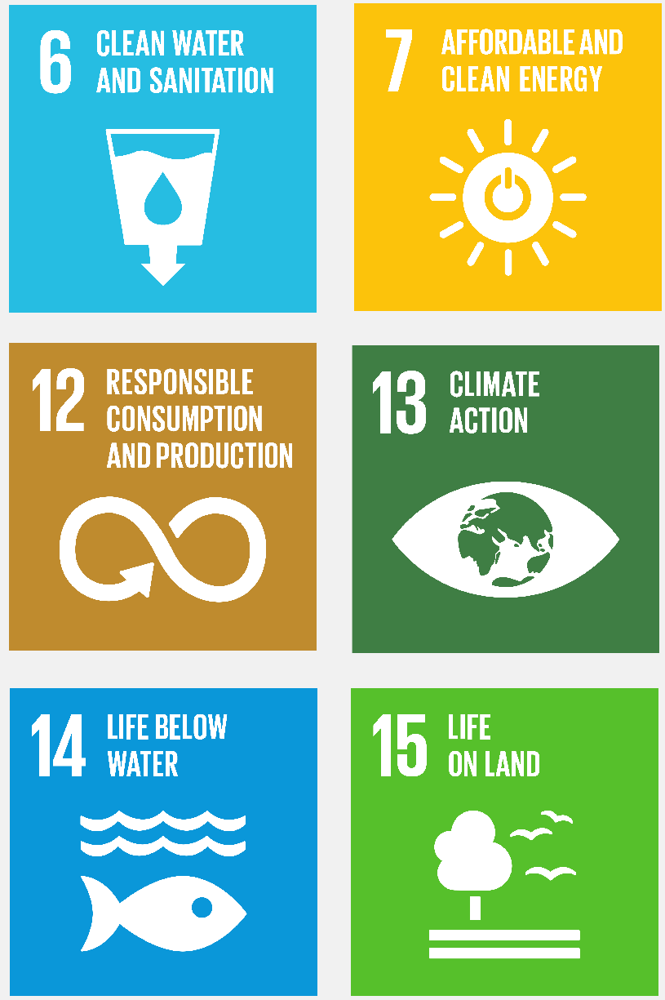 6
CLEAN WATER
AND SANITATION
7
AFFORDABLE AND
CLEAN ENERGY
12
RESPONSIBLE
CONSUMPTION
AND PRODUCTION
13
CLIMATE
ACTION
14
LIFE BELOW
WATER
15
LIFE
ON LAND